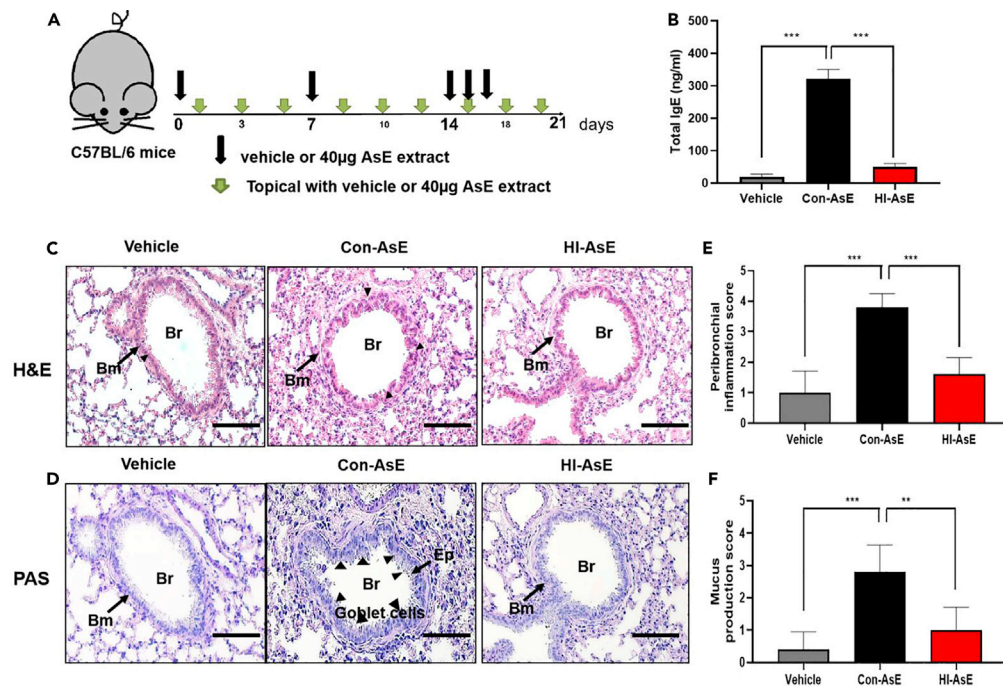 A
0 3 7 10 14 18 21 days
C57BL/6 mice
vehicle or 40μg AsE extract
Topical with vehicle or 40μg AsE extract
B
Total IgE (ng/ml)
500
400
300
200
100
0
*** ***
Vehicle Con-AsE HI-AsE
C
Vehicle Con-AsE HI-AsE
H&E
Br
Bm
Br
Bm
Br
Bm
D
Vehicle Con-AsE HI-AsE
PAS
Br
Bm
Ep
Br
Goblet cells
Br
Bm
E
Peribronchial
inflammation score
5
4
3
2
1
0
*** ***
Vehicle Con-AsE HI-AsE
F
Mucus
production score
5
4
3
2
1
0
*** **
Vehicle Con-AsE HI-AsE